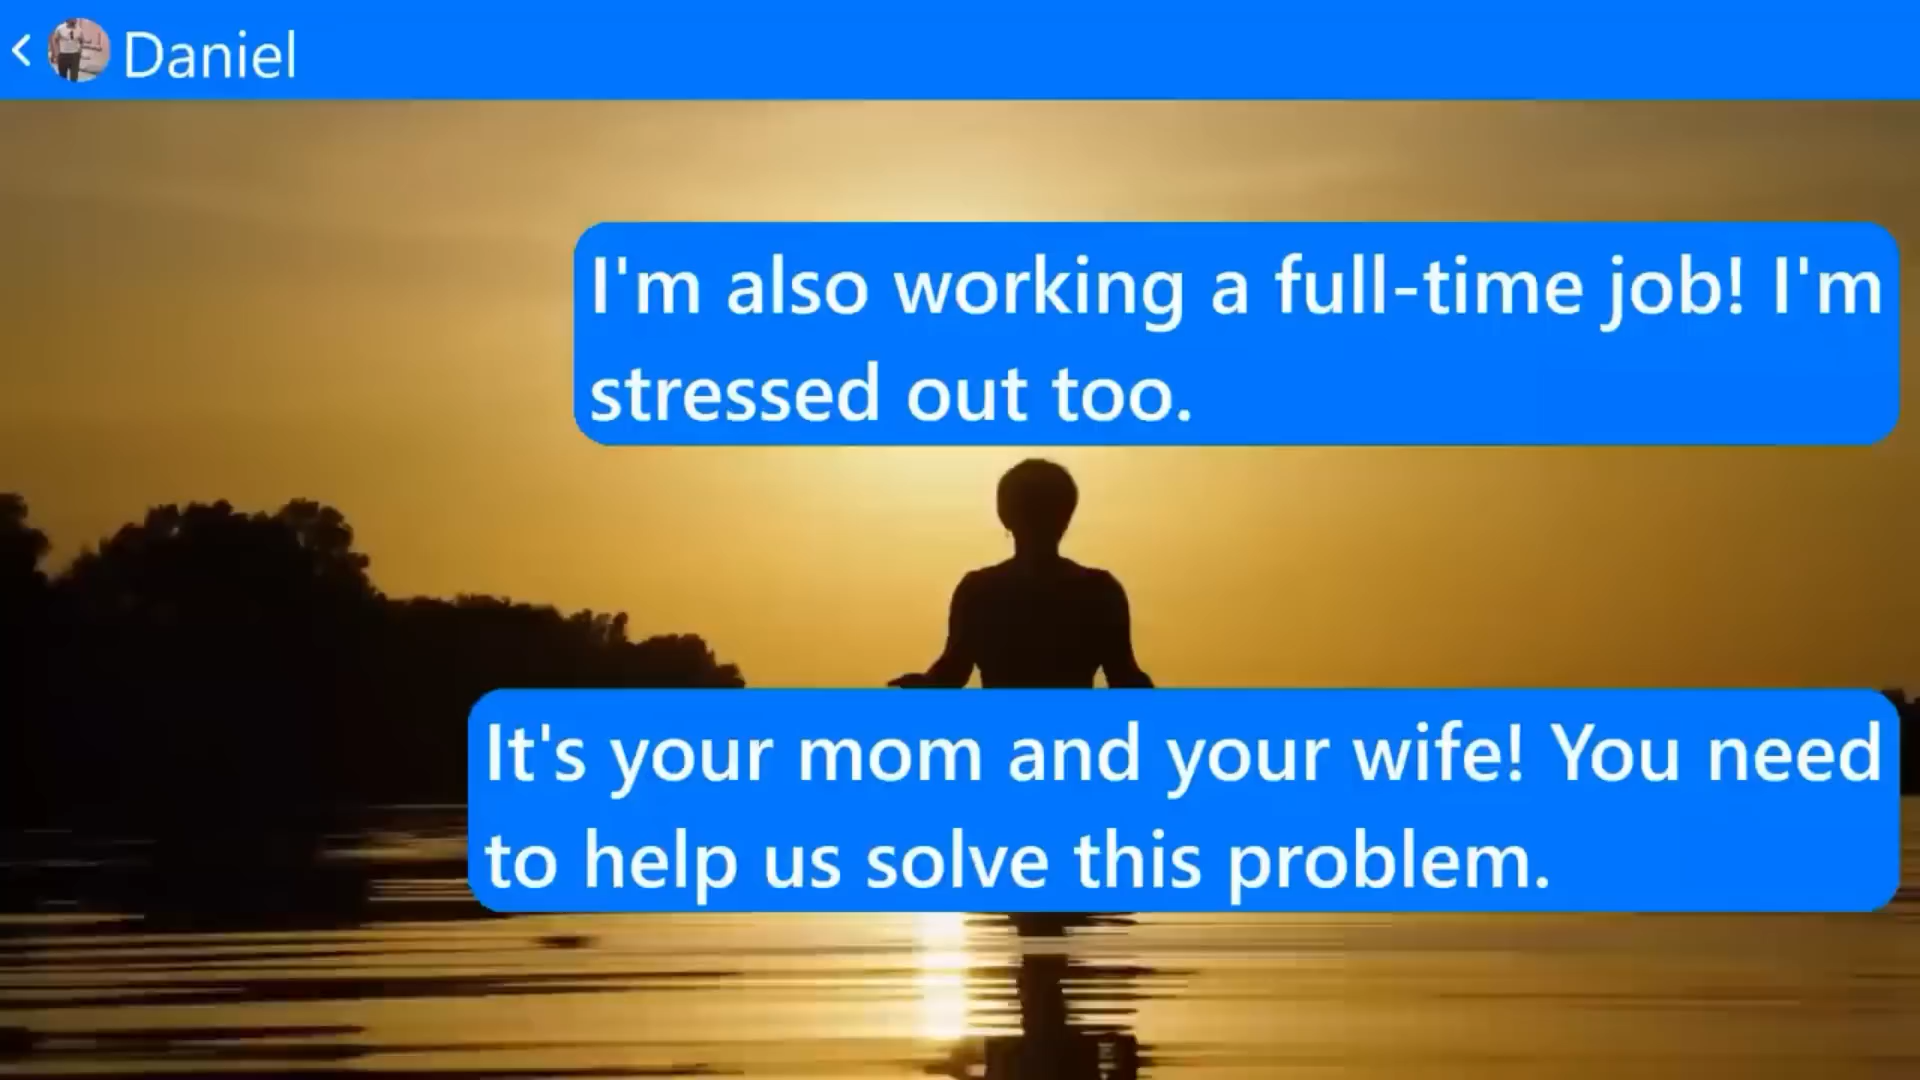 Daniel
I'm also working a full-time job! I'm
stressed out too.
It's your mom and your wife! You need
to help us solve this problem.